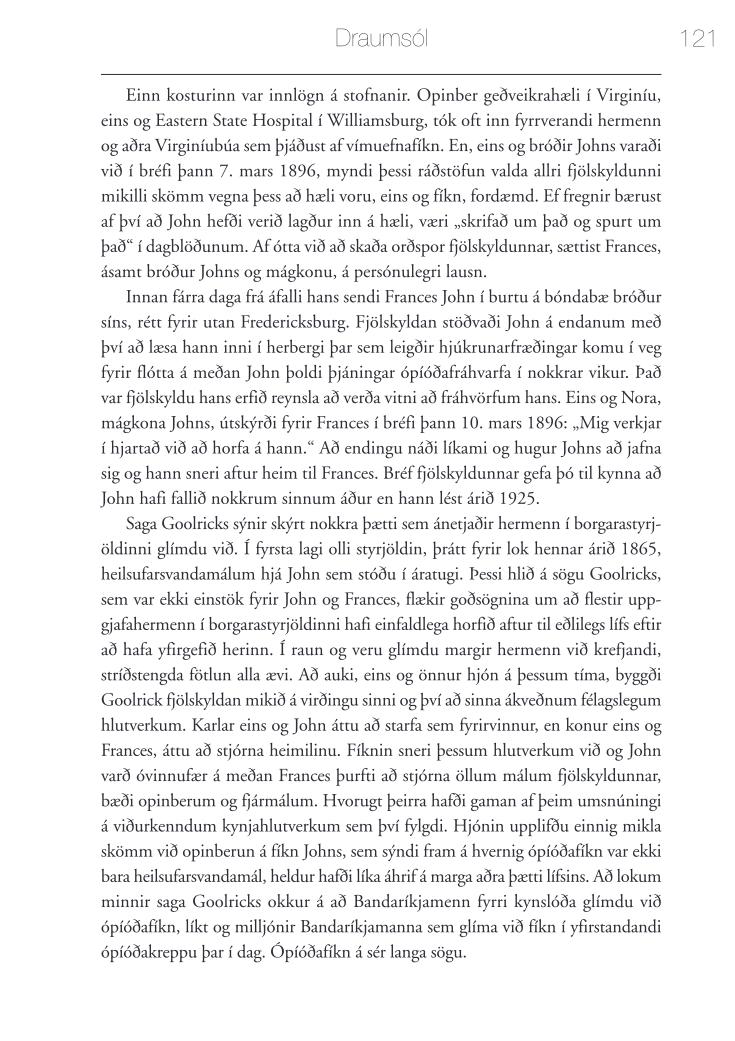 Draumsól 121
Einn kosturinn var innlögn á stofnanir. Opinber geðveikrahæli í Virginíu,
eins og Eastern State Hospital í Williamsburg, tók oft inn fyrrverandi hermenn
og aðra Virginíubúa sem þjáðust af vímuefnafíkn. En, eins og bróðir Johns varaði
við í bréfi þann 7. mars 1896, myndi þessi ráðstöfun valda allri fjölskyldunni
mikilli skömm vegna þess að hæli voru, eins og fíkn, fordæmd. Ef fregnir bærust
af því að John hefði verið lagður inn á hæli, væri „skrifað um það og spurt um
það“ í dagblöðunum. Af ótta við að skaða orðspor fjölskyldunnar, sættist Frances,
ásamt bróður Johns og mágkonu, á persónulegri lausn.
Innan fárra daga frá áfalli hans sendi Frances John í burtu á bóndabæ bróður
síns, rétt fyrir utan Fredericksburg. Fjölskyldan stöðvaði John á endanum með
því að læsa hann inni í herbergi þar sem leigðir hjúkrunarfræðingar komu í veg
fyrir flótta á meðan John þoldi þjáningar ópíóðafráhvarfa í nokkrar vikur. Það
var fjölskyldu hans erfið reynsla að verða vitni að fráhvörfum hans. Eins og Nora,
mágkona Johns, útskýrði fyrir Frances í bréfi þann 10. mars 1896: „Mig verkjar
í hjartað við að horfa á hann.“ Að endingu náði líkami og hugur Johns að jafna
sig og hann sneri aftur heim til Frances. Bréf fjölskyldunnar gefa þó til kynna að
John hafi fallið nokkrum sinnum áður en hann lést árið 1925.
Saga Goolricks sýnir skýrt nokkra þætti sem ánetjaðir hermenn í borgarastyrj-
öldinni glímdu við. Í fyrsta lagi olli styrjöldin, þrátt fyrir lok hennar árið 1865,
heilsufarsvandamálum hjá John sem stóðu í áratugi. Þessi hlið á sögu Goolricks,
sem var ekki einstök fyrir John og Frances, flækir goðsögnina um að flestir upp-
gjafahermenn í borgarastyrjöldinni hafi einfaldlega horfið aftur til eðlilegs lífs eftir
að hafa yfirgefið herinn. Í raun og veru glímdu margir hermenn við krefjandi,
stríðstengda fötlun alla ævi. Að auki, eins og önnur hjón á þessum tíma, byggði
Goolrick fjölskyldan mikið á virðingu sinni og því að sinna ákveðnum félagslegum
hlutverkum. Karlar eins og John áttu að starfa sem fyrirvinnur, en konur eins og
Frances, áttu að stjórna heimilinu. Fíknin sneri þessum hlutverkum við og John
varð óvinnufær á meðan Frances þurfti að stjórna öllum málum fjölskyldunnar,
bæði opinberum og fjármálum. Hvorugt þeirra hafði gaman af þeim umsnúningi
á viðurkenndum kynjahlutverkum sem því fylgdi. Hjónin upplifðu einnig mikla
skömm við opinberun á fíkn Johns, sem sýndi fram á hvernig ópíóðafíkn var ekki
bara heilsufarsvandamál, heldur hafði líka áhrif á marga aðra þætti lífsins. Að lokum
minnir saga Goolricks okkur á að Bandaríkjamenn fyrri kynslóða glímdu við
ópíóðafíkn, líkt og milljónir Bandaríkjamanna sem glíma við fíkn í yfirstandandi
ópíóðakreppu þar í dag. Ópíóðafíkn á sér langa sögu.